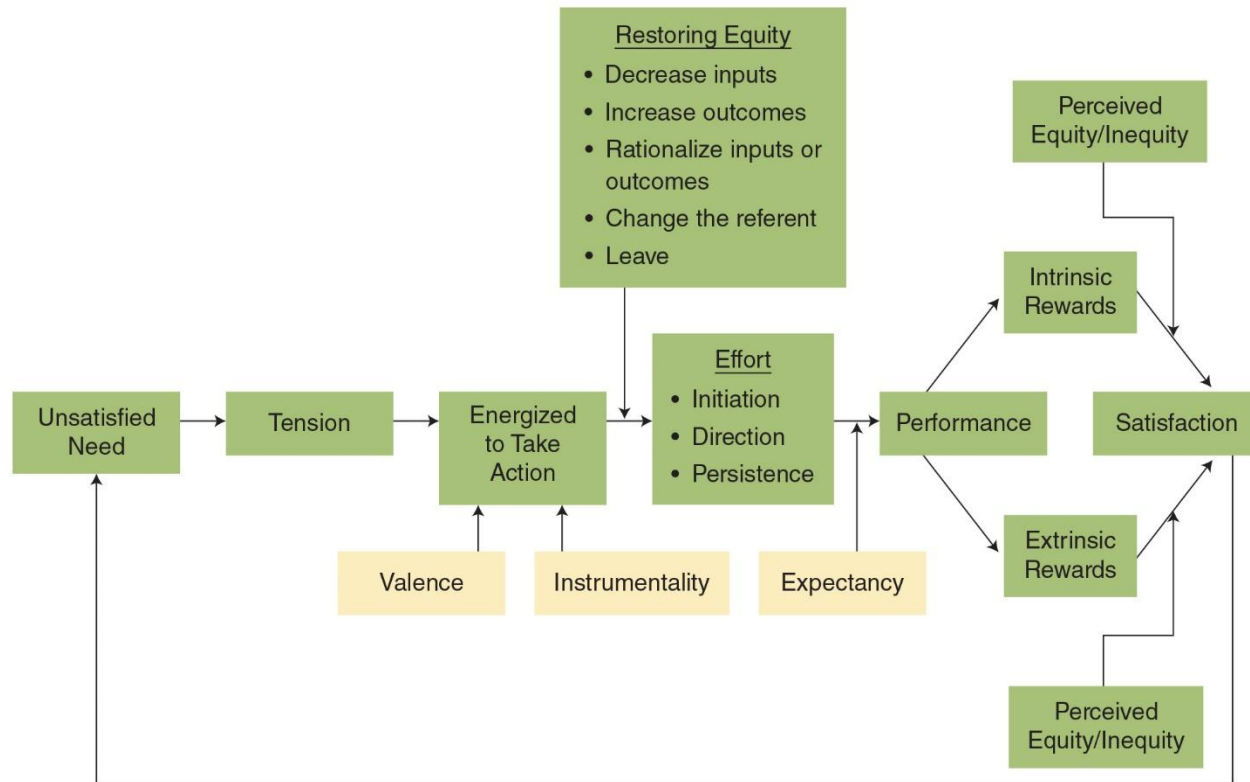 Restoring Equity
• Decrease inputs
• Increase outcomes
• Rationalize inputs or
outcomes
• Change the referent
• Leave
Perceived
Equity/Inequity
Intrinsic
Rewards
Unsatisfied
Need
Tension
Energized
to Take
Action
Effort
• Initiation
• Direction
• Persistence
Performance
Satisfaction
Extrinsic
Rewards
Valence
Instrumentality
Expectancy
Perceived
Equity/Inequity